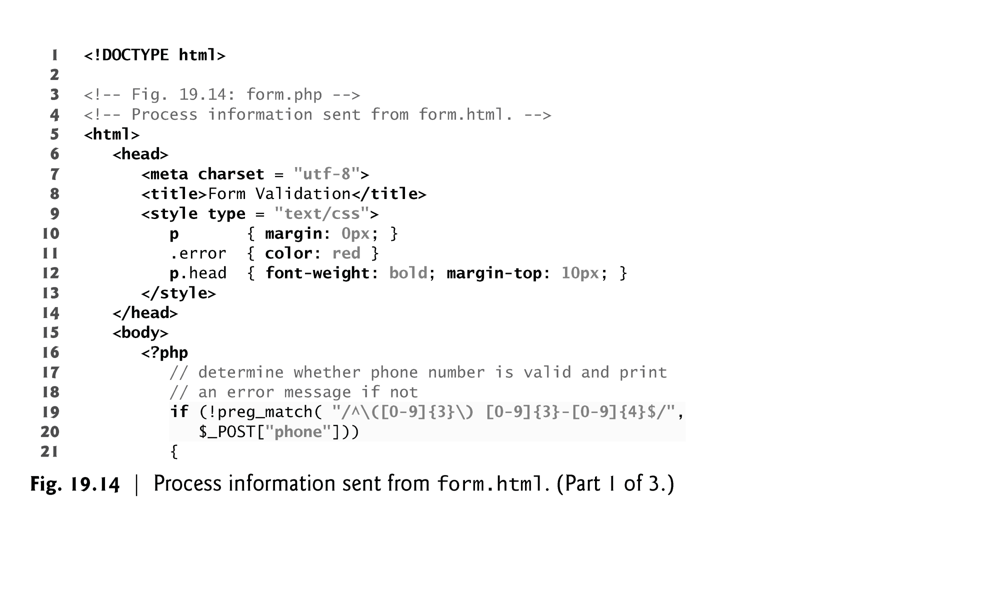 1 <!DOCTYPE html>
2
3 <!-- Fig. 19.14: form.php -->
4 <!-- Process information sent from form.html. -->
5 <html>
6    <head>
7       <meta charset = "utf-8">
8       <title>Form Validation</title>
9       <style type = "text/css">
10         p       { margin: 0px; }
11         .error  { color: red }
12         p.head  { font-weight: bold; margin-top: 10px; }
13      </style>
14   </head>
15   <body>
16      <?php
17         // determine whether phone number is valid and print
18         // an error message if not
19         if (!preg_match( "/^\([0-9]{3}\) [0-9]{3}-[0-9]{4}$/",
20            $_POST["phone"]))
21         {
Fig. 19.14 | Process information sent from form.html. (Part 1 of 3.)